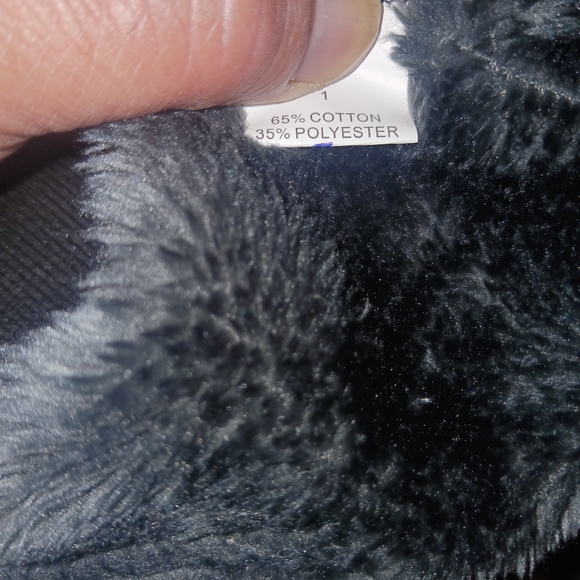 1
65% COTTON
35% POLYESTER